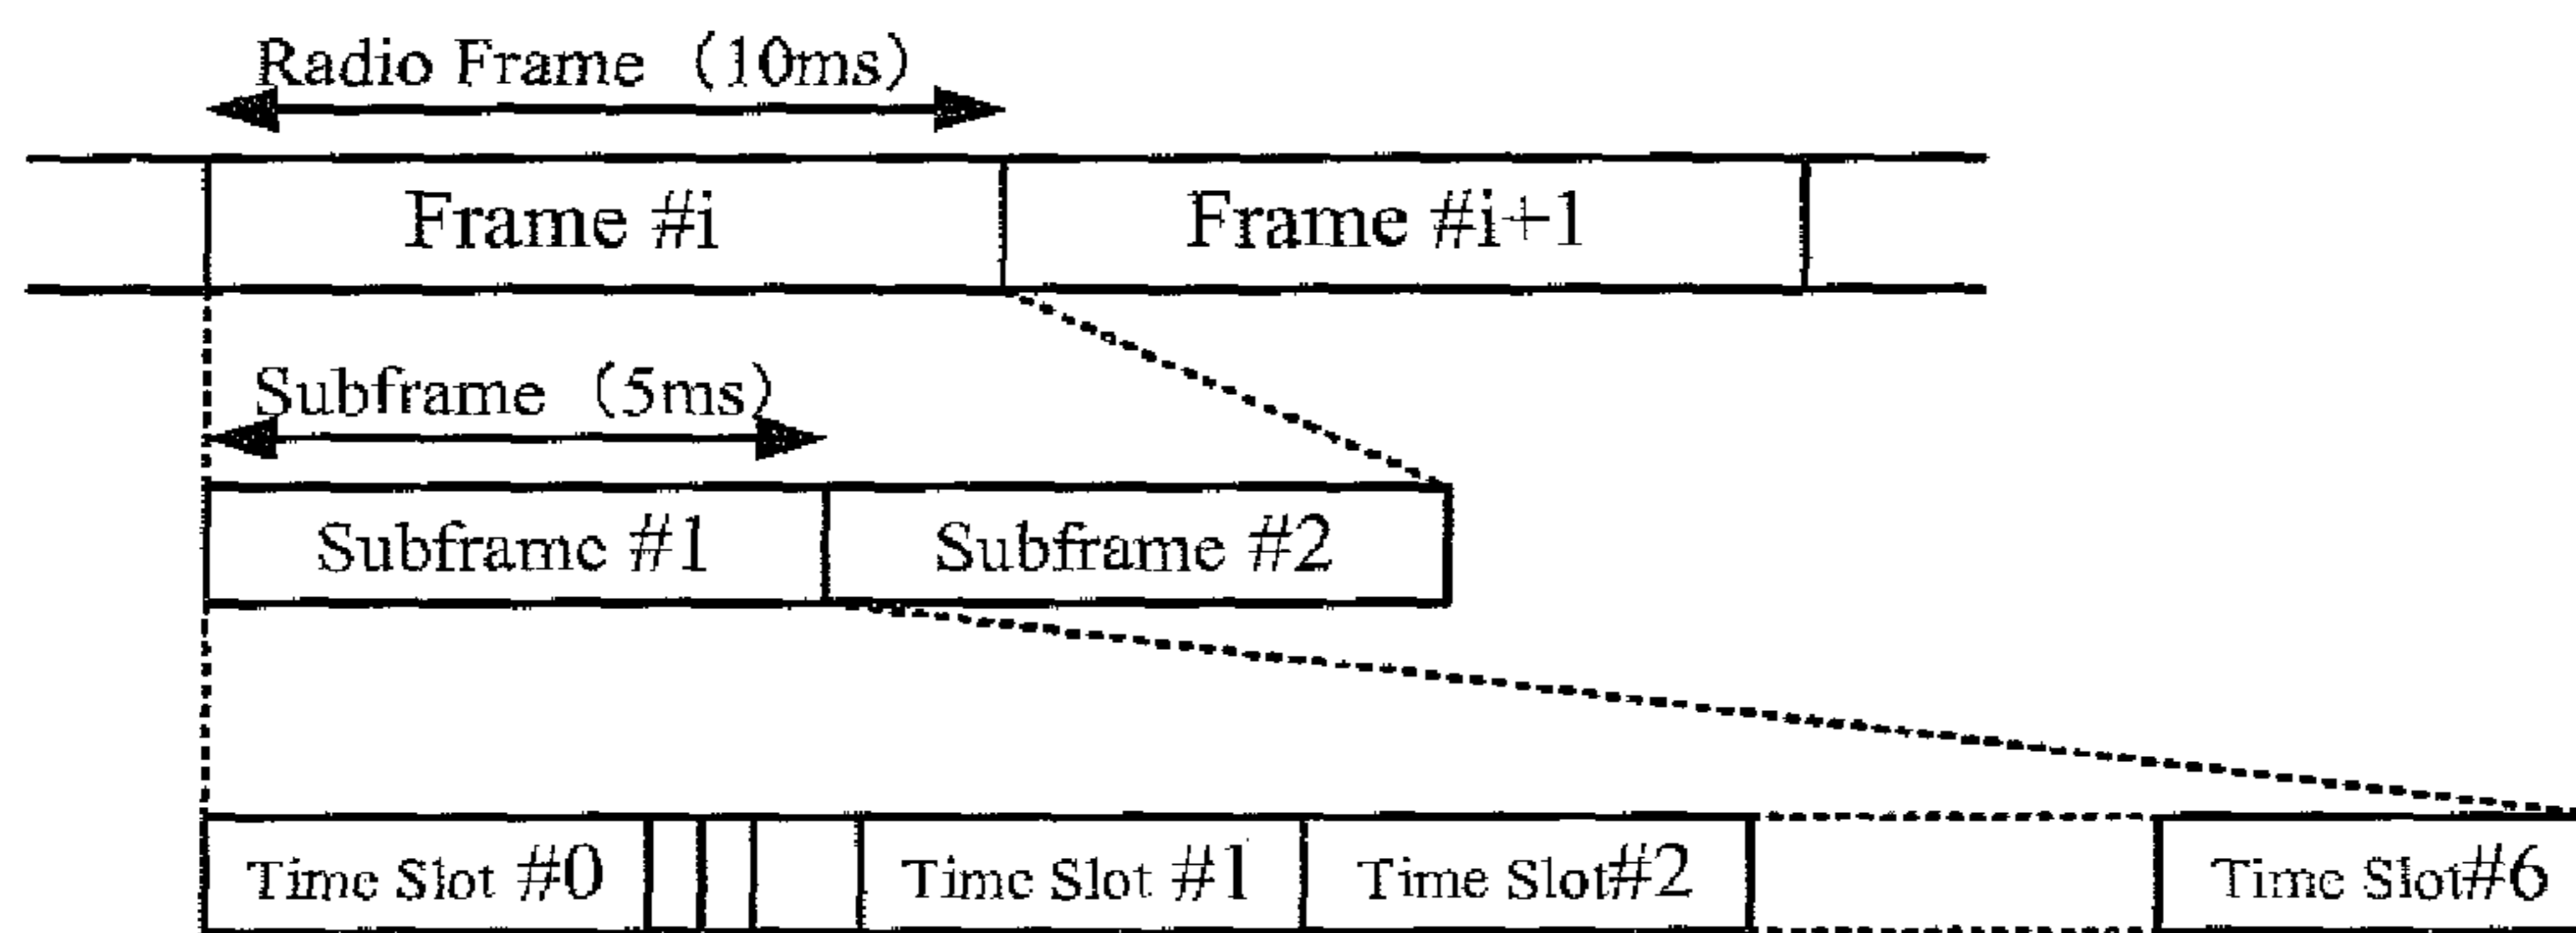 Radio Frame (10ms)
Frame #i Frame #i+1
Subframe (5ms)
Subframe #1 Subframe #2
Time Slot #0 Time Slot #1 Time Slot#2 Time Slot#6